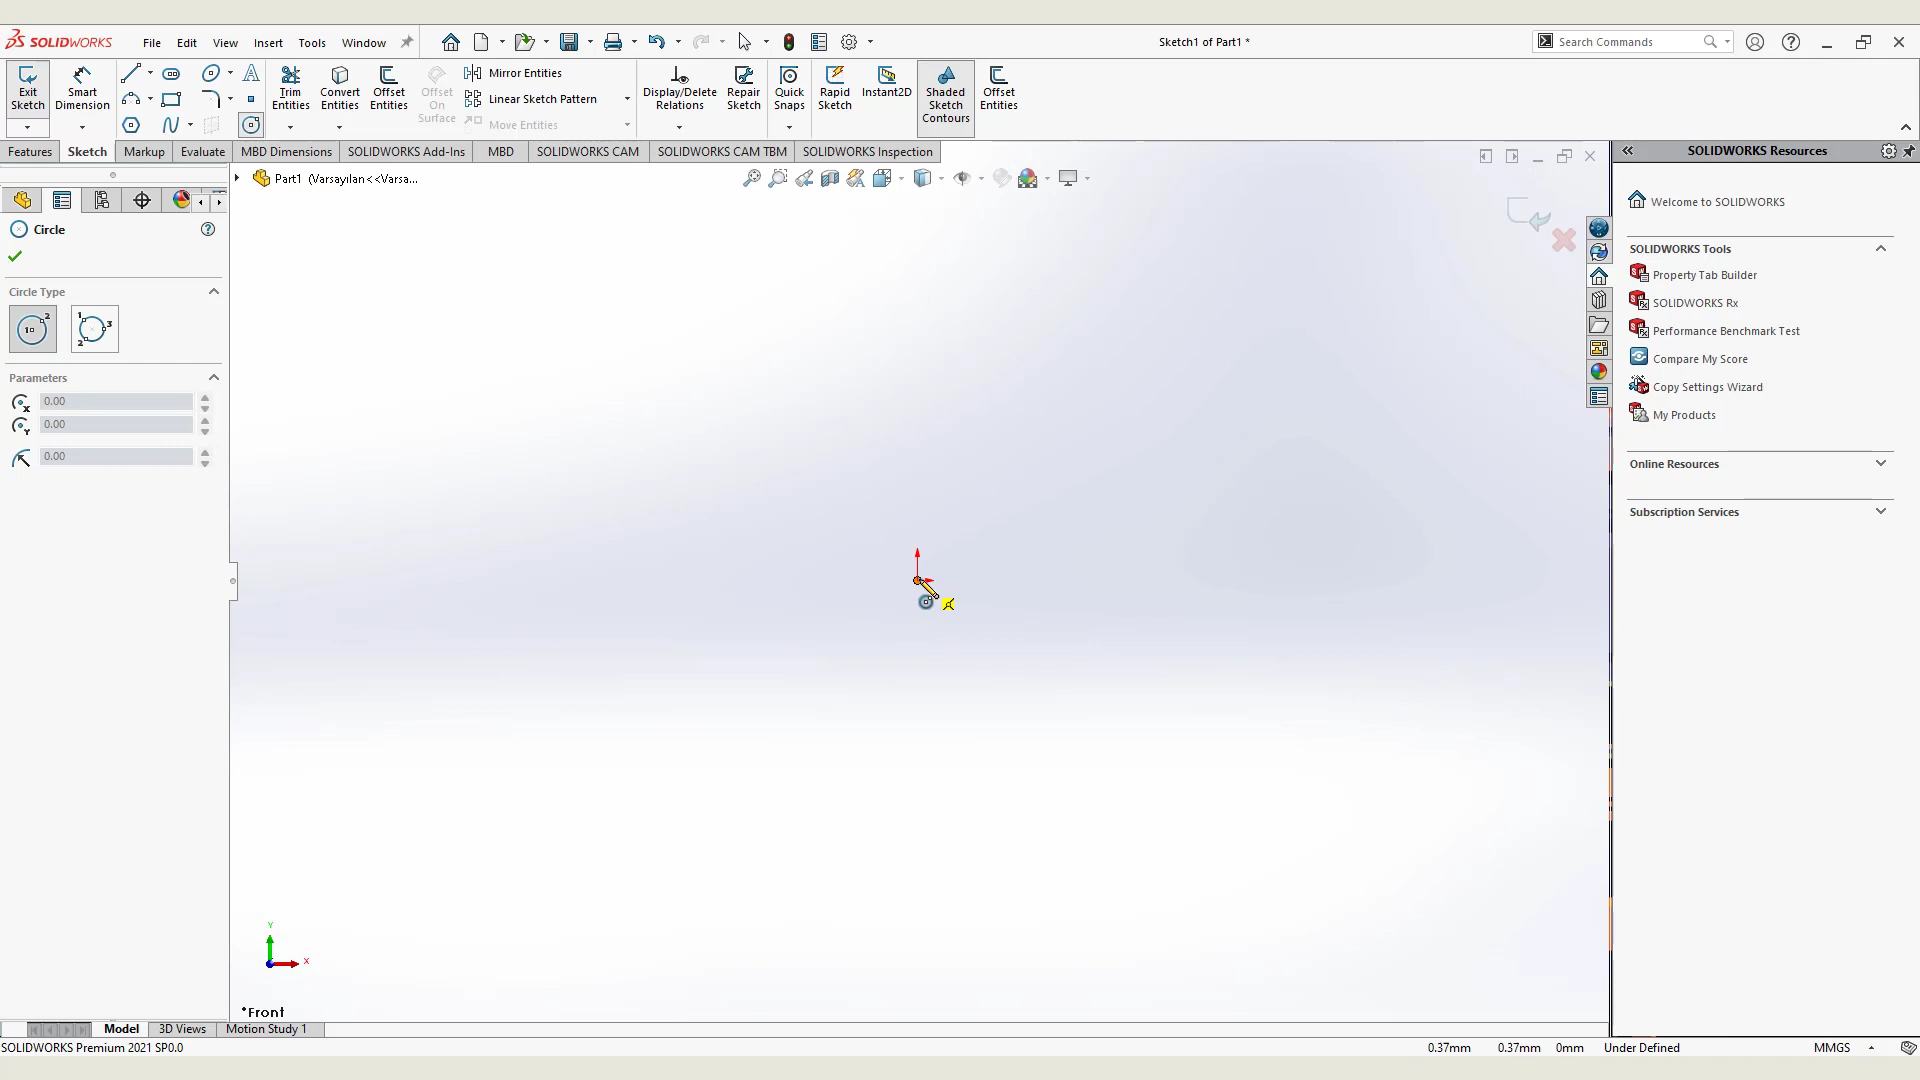 SOLIDWORKS
File Edit View Insert Tools Window
Sketch1 of Part1 *
Search Commands
Exit Sketch
Smart Dimension
Trim Entities
Convert Entities
Offset Entities
Offset On Surface
Mirror Entities
Linear Sketch Pattern
Move Entities
Display/Delete Relations
Repair Sketch
Quick Snaps
Rapid Sketch
Instant2D
Shaded Sketch Contours
Offset Entities
Features Sketch Markup Evaluate MBD Dimensions SOLIDWORKS Add-Ins MBD SOLIDWORKS CAM SOLIDWORKS CAM TBM SOLIDWORKS Inspection
Part1 (Varsayılan<<Varsa...
Circle
Circle Type
1 2
1 2 3
Parameters
X 0.00
Y 0.00
0.00
SOLIDWORKS Resources
Welcome to SOLIDWORKS
SOLIDWORKS Tools
Property Tab Builder
SOLIDWORKS Rx
Performance Benchmark Test
Compare My Score
Copy Settings Wizard
My Products
Online Resources
Subscription Services
Y
X
*Front
Model 3D Views Motion Study 1
SOLIDWORKS Premium 2021 SP0.0
0.37mm 0.37mm 0mm Under Defined MMGS